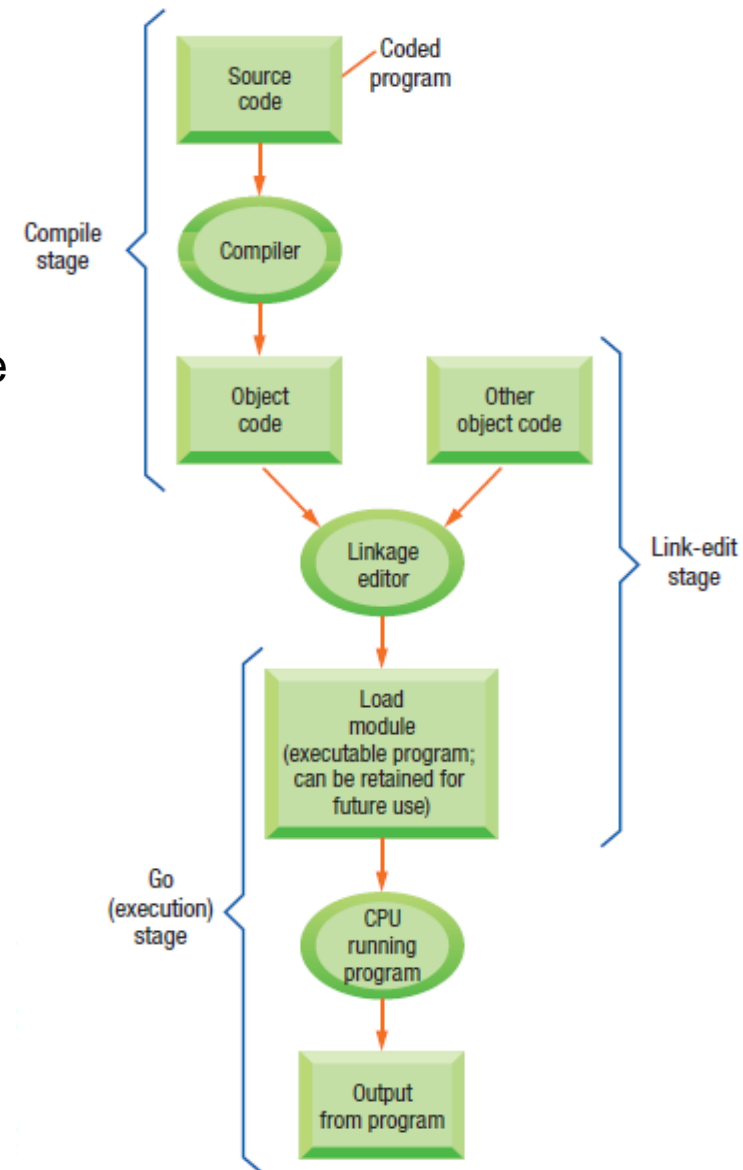 Source
code
Coded
program
Compile
stage
Compiler
e
Object
code
Other
object code
Linkage
editor
Link-edit
stage
Load
module
(executable program;
can be retained for
future use)
Go
(execution)
stage
CPU
running
program
Output
from program